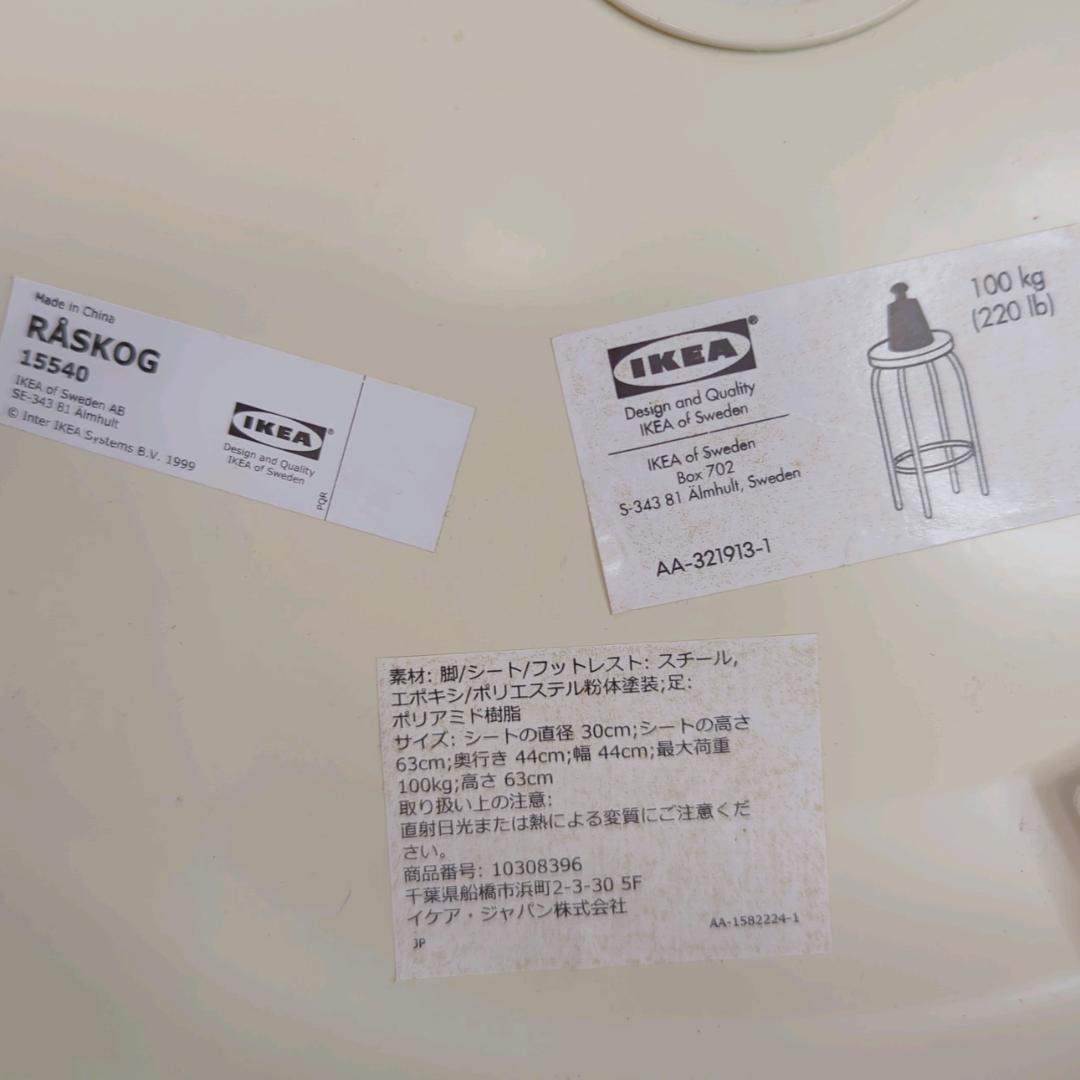 Made in China
RÅSKOG
15540
IKEA of Sweden AB
SE-343 81 Älmhult
© Inter IKEA Systems B.V. 1999
IKEA®
Design and Quality
IKEA of Sweden
PQR
IKEA®
Design and Quality
IKEA of Sweden
IKEA of Sweden
Box 702
S-343 81 Älmhult, Sweden
AA-321913-1
100 kg
(220 lb)
素材: 脚/シート/フットレスト: スチール,
エポキシ/ポリエステル粉体塗装;足:
ポリアミド樹脂
サイズ: シートの直径 30cm;シートの高さ
63cm;奥行き 44cm;幅 44cm;最大荷重
100kg;高さ 63cm
取り扱い上の注意:
直射日光または熱による変質にご注意くだ
さい。
商品番号: 10308396
千葉県船橋市浜町2-3-30 5F
イケア・ジャパン株式会社
JP
AA-1582224-1